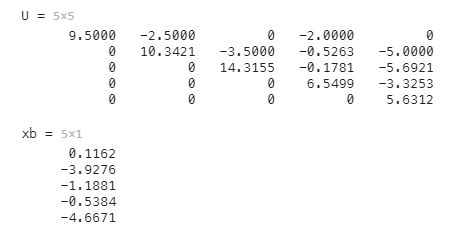 U = 5×5
9.5000 -2.5000 0 -2.0000 0
0 10.3421 -3.5000 -0.5263 -5.0000
0 0 14.3155 -0.1781 -5.6921
0 0 0 6.5499 -3.3253
0 0 0 0 5.6312
xb = 5×1
0.1162
-3.9276
-1.1881
-0.5384
-4.6671